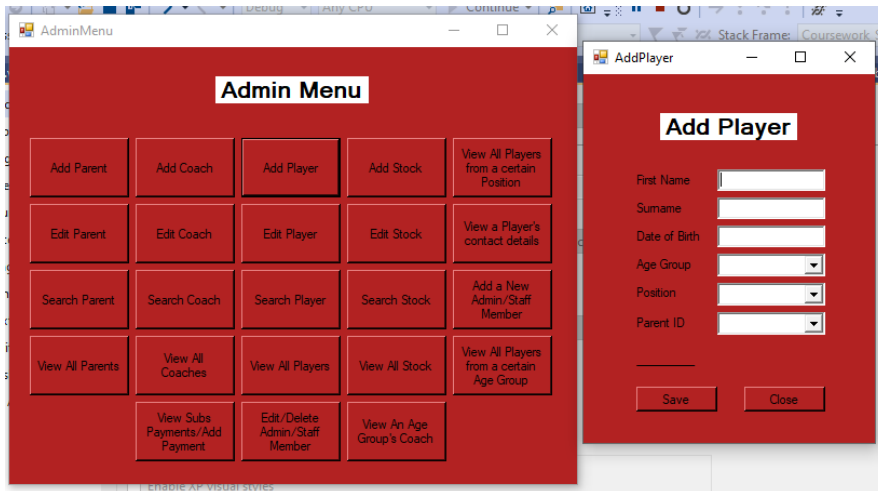 Debug
Any CPU
Continue
Stack Frame:
Coursework
AdminMenu
Admin Menu
Add Parent
Add Coach
Add Player
Add Stock
View All Players
from a certain
Position
Edit Parent
Edit Coach
Edit Player
Edit Stock
View a Player's
contact details
Search Parent
Search Coach
Search Player
Search Stock
Add a New
Admin/Staff
Member
View All Parents
View All
Coaches
View All Players
View All Stock
View All Players
from a certain
Age Group
View Subs
Payments/Add
Payment
Edit/Delete
Admin/Staff
Member
View An Age
Group's Coach
AddPlayer
Add Player
First Name
Surname
Date of Birth
Age Group
Position
Parent ID
Save
Close
Enable XP visual styles